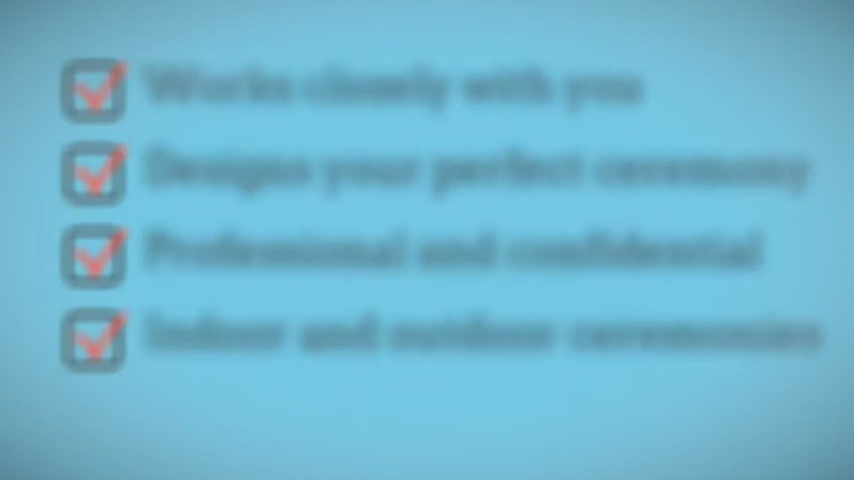 Works closely with you
Designs your perfect ceremony
Professional and confidential
Indoor and outdoor ceremonies